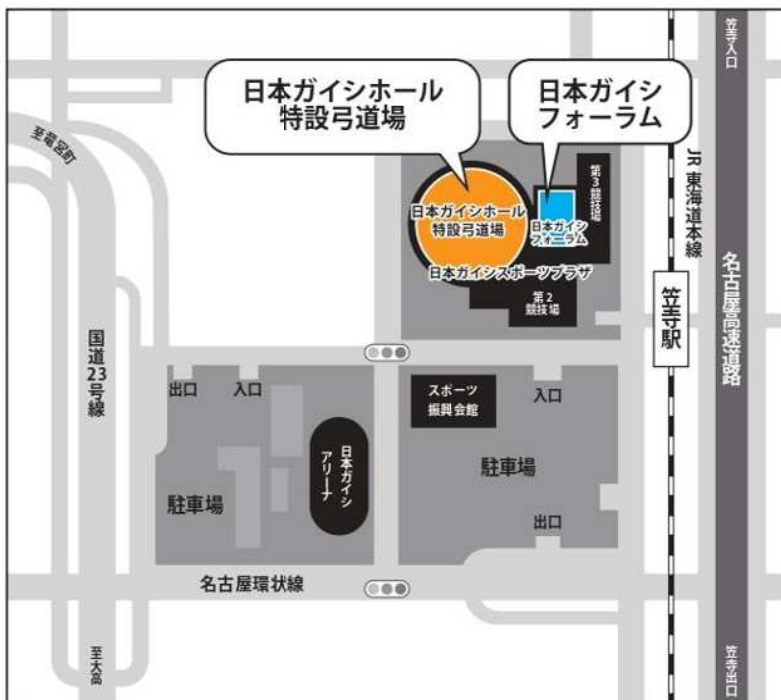 笠寺入口
日本ガイシホール
特設弓道場
日本ガイシ
フォーラム
至竜宮町
第3競技場
JR 東海道本線
日本ガイシホール
特設弓道場
日本ガイシ
フォーラム
日本ガイシスポーツプラザ
第2
競技場
笠寺駅
名古屋高速道路
国道23号線
出口
入口
スポーツ
振興会館
入口
日本ガイシ
アリーナ
駐車場
駐車場
出口
名古屋環状線
至大高
笠寺出口